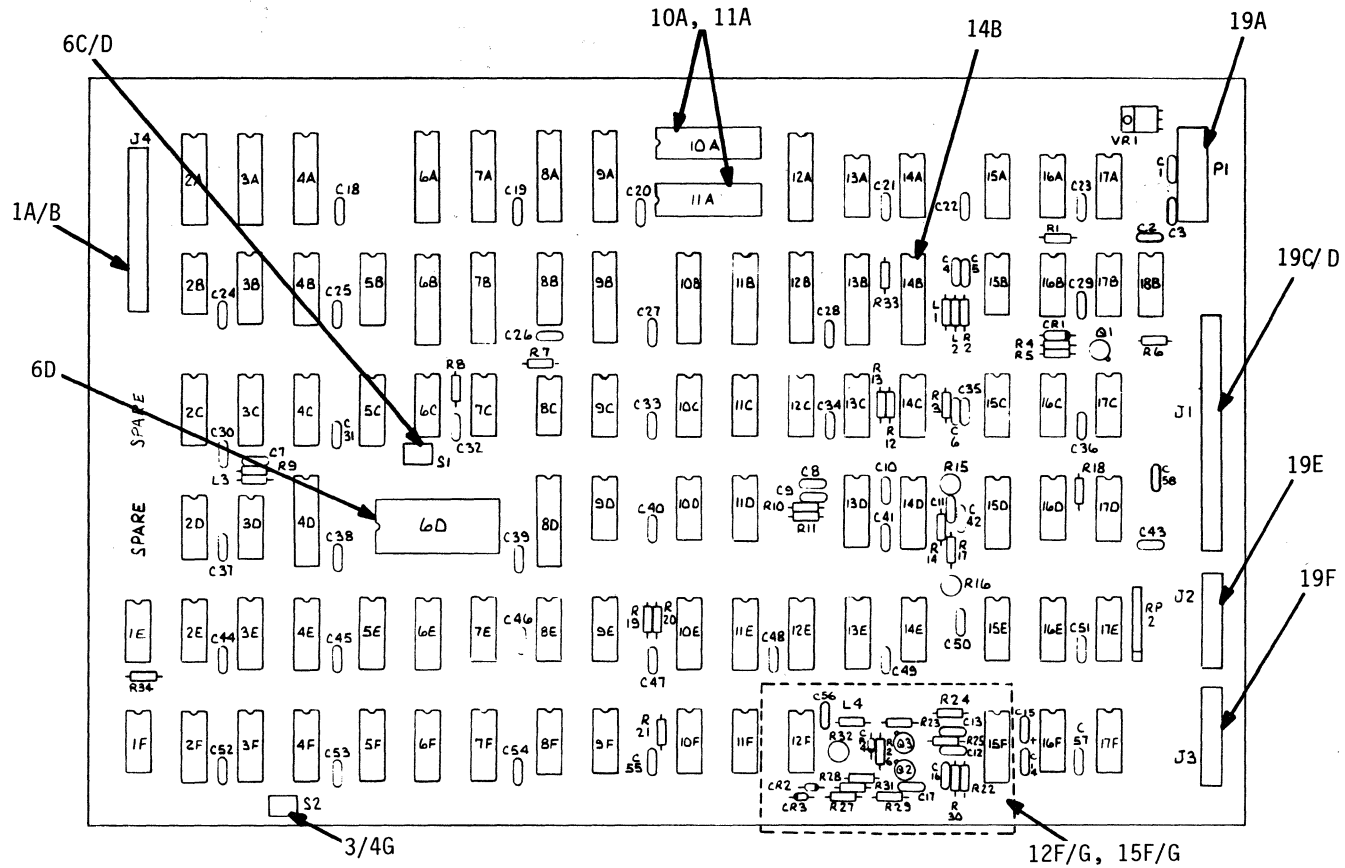 10A, 11A
19A
6C/D
14B
VR1
J4
10A
C1
P1
2A 3A 4A C18 6A 7A C19 8A 9A C20 11A 12A 13A C21 14A C22 15A 16A C23 17A
1A/B
R1 C2 C3
19C/D
2B C24 3B 4B C25 5B 6B 7B 8B 9B C27 10B 11B 12B C28 13B R33 14B C4 C5 15B 16B C29 17B 18B
C26
L1 L2 R2
CR1 Q1
R4
R5
R6
R8 R7
6D
R13
SPARE 2C 3C 4C 5C 6C 7C 8C 9C C33 10C 11C 12C C34 13C 14C R3 C35 15C 16C 17C
J1
C30 C31 C32 R12 C6 C36
C7
R9
L3
S1
19E
C8 C10 R15 R18 C58
C9
SPARE 2D 3D 4D 6D 8D 9D 10D 11D R10 13D 14D C11 C42 15D 16D 17D
R11
C37 C38 C39 C40 C41 R14 R17 C43
R16
19F
J2
RP2
1E 2E C44 3E 4E C45 5E 6E 7E C46 8E 9E R19 R20 10E 11E C48 12E 13E 14E C50 15E 16E C51 17E
C47 C49
R34
C56 L4 R24
R23 C13 C15
1F 2F C52 3F 4F C53 5F 6F 7F C54 8F 9F R21 10F 11F 12F R32 R26 Q3 R25 15F + 16F C57 17F
C12
C55 Q2 C16 C14
J3
R28
CR2 R31 C17 R22
CR3 R27 R29 R30
S2
3/4G
12F/G, 15F/G